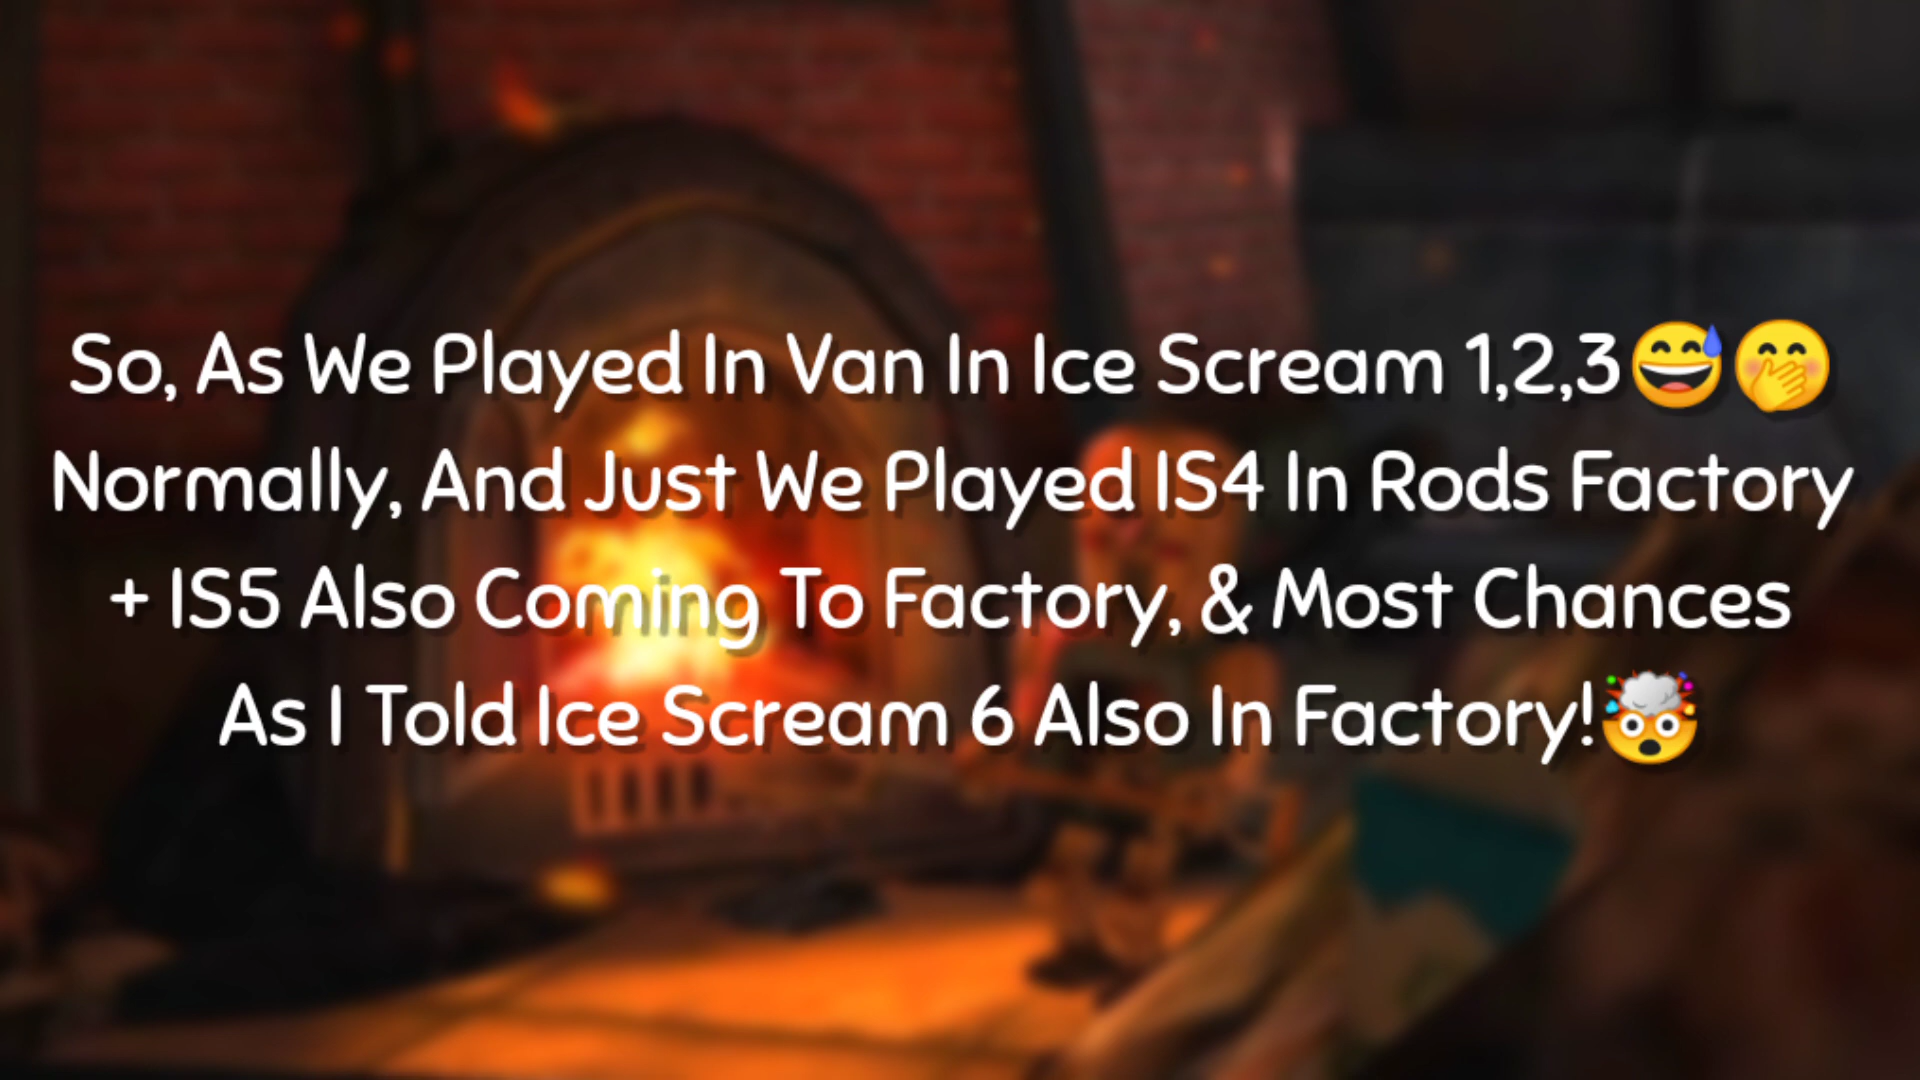 So, As We Played In Van In Ice Scream 1,2,3😅🤭
Normally, And Just We Played IS4 In Rods Factory
+ IS5 Also Coming To Factory, & Most Chances
As I Told Ice Scream 6 Also In Factory!🤯